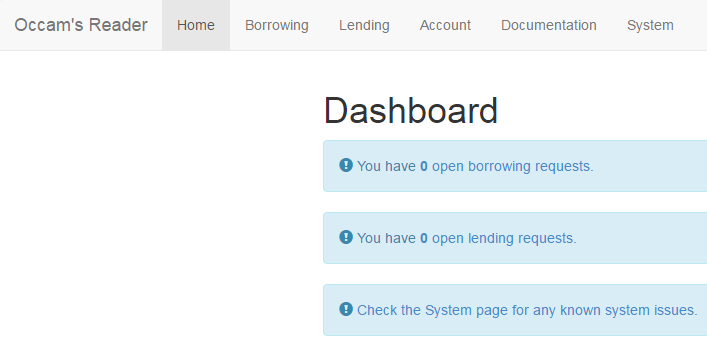 Occam's Reader Home Borrowing Lending Account Documentation System
Dashboard
You have 0 open borrowing requests.
You have 0 open lending requests.
Check the System page for any known system issues.